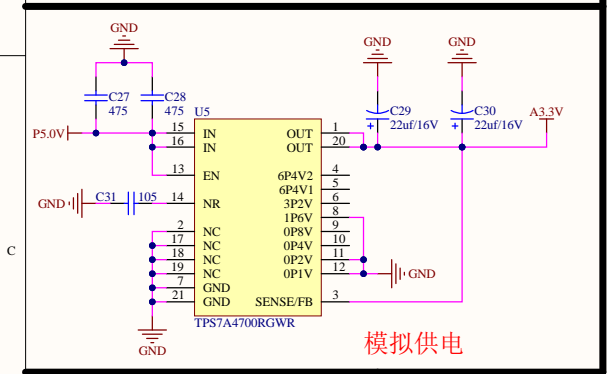 GND
GND
GND
C27
475
C28
475
C29
22uf/16V
C30
22uf/16V
A3.3V
U5
P5.0V
15 IN OUT 1
16 IN OUT 20
13 EN 6P4V2 4
6P4V1 5
GND C31 105 14 NR 3P2V 6
1P6V 8
2 NC 0P8V 9
17 NC 0P4V 10
18 NC 0P2V 11
19 NC 0P1V 12 GND
7 GND
21 GND SENSE/FB 3
TPS7A4700RGWR
GND
模拟供电
C